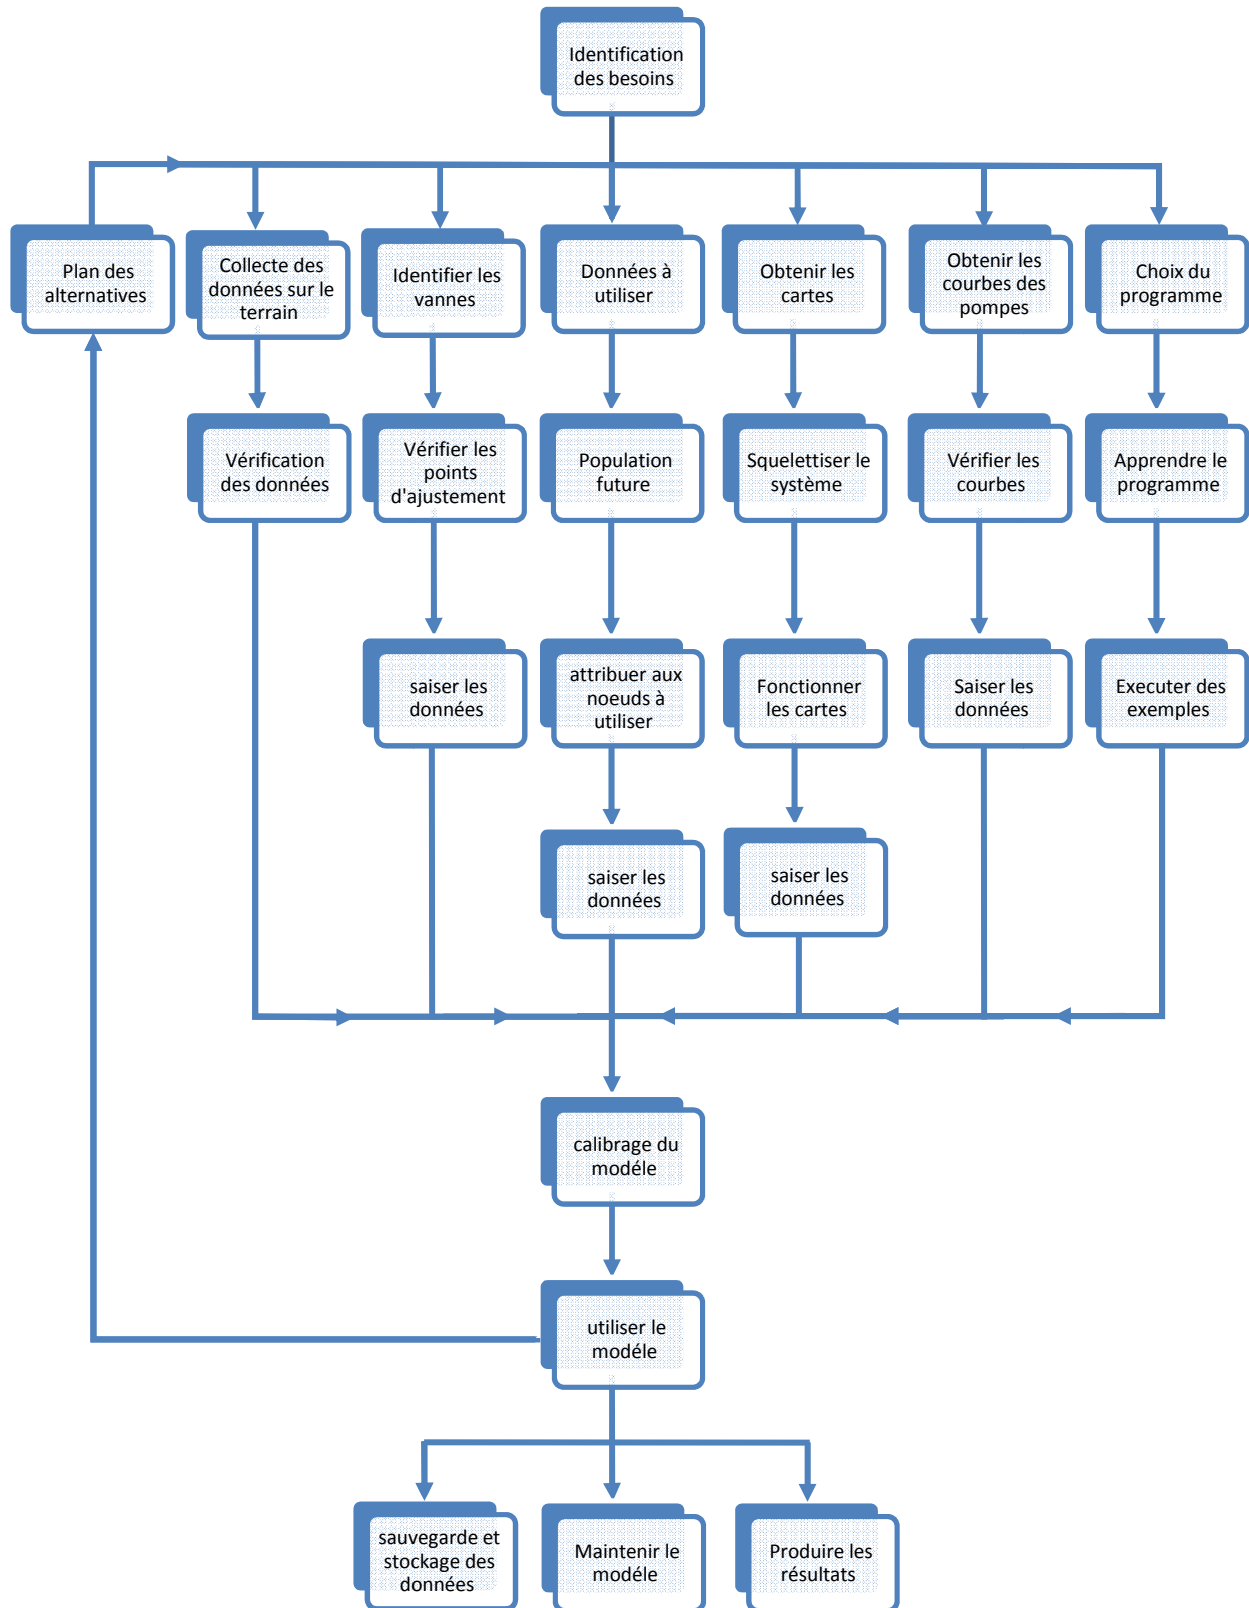 Identification
des besoins
Plan des
alternatives
Collecte des
données sur le
terrain
Identifier les
vannes
Données à
utiliser
Obtenir les
cartes
Obtenir les
courbes des
pompes
Choix du
programme
Vérification
des données
Vérifier les
points
d'ajustement
Population
future
Squelettiser le
système
Vérifier les
courbes
Apprendre le
programme
saiser les
données
attribuer aux
noeuds à
utiliser
Fonctionner
les cartes
Saiser les
données
Executer des
exemples
saiser les
données
saiser les
données
calibrage du
modéle
utiliser le
modéle
sauvegarde et
stockage des
données
Maintenir le
modéle
Produire les
résultats